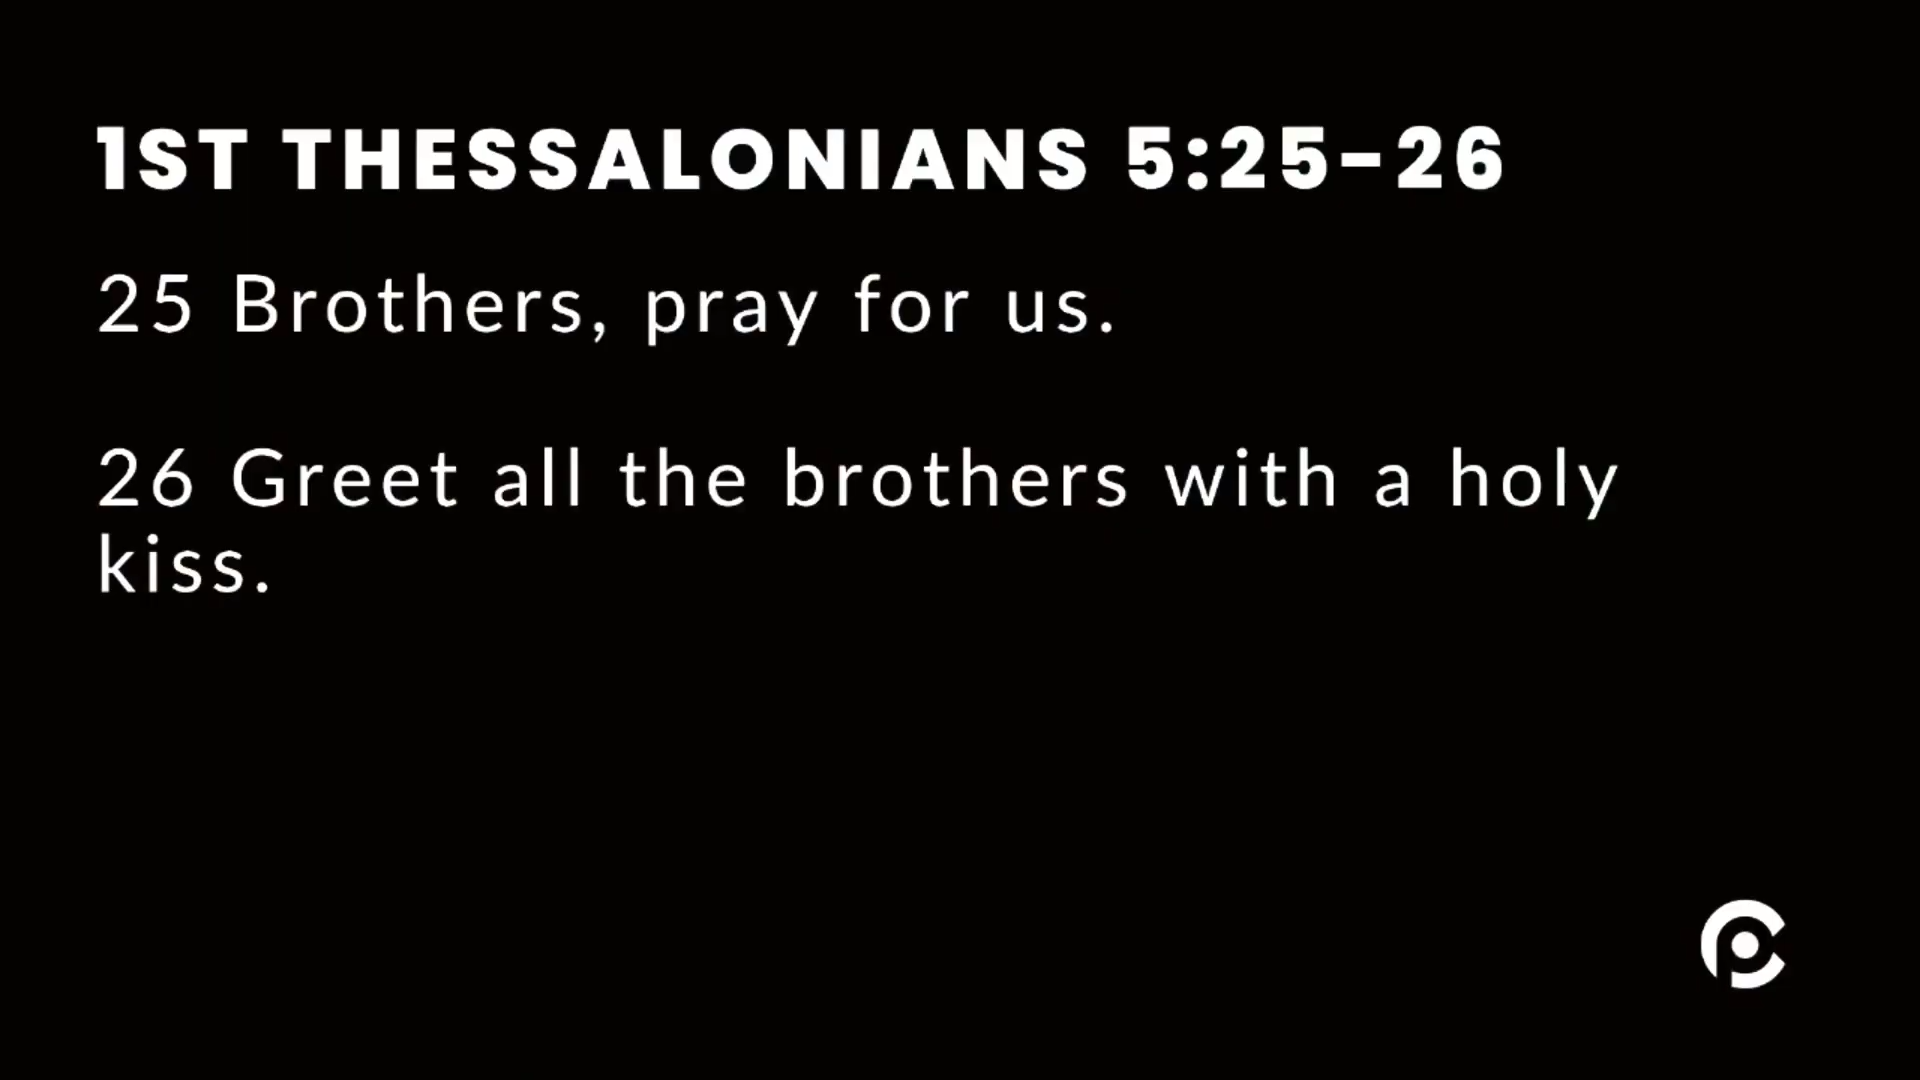 1ST THESSALONIANS 5:25-26
25 Brothers, pray for us.
26 Greet all the brothers with a holy
kiss.